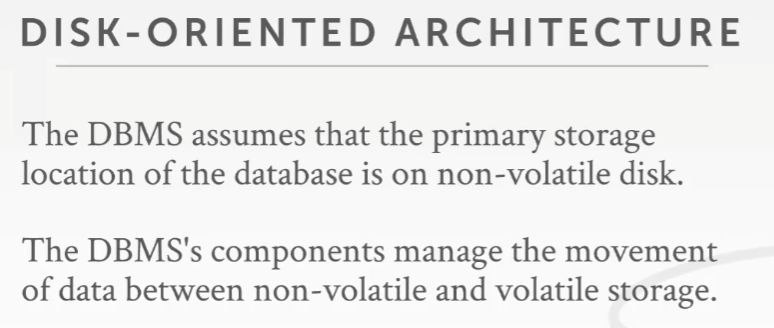 DISK-ORIENTED ARCHITECTURE
The DBMS assumes that the primary storage
location of the database is on non-volatile disk.
The DBMS's components manage the movement
of data between non-volatile and volatile storage.